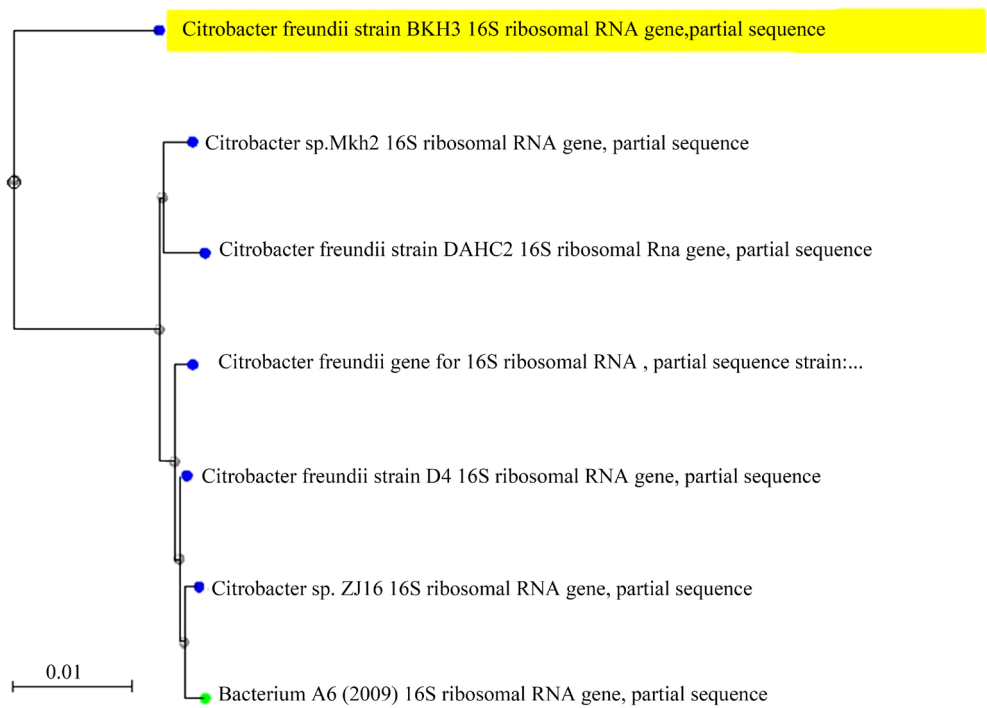 Citrobacter freundii strain BKH3 16S ribosomal RNA gene,partial sequence
Citrobacter sp.Mkh2 16S ribosomal RNA gene, partial sequence
Citrobacter freundii strain DAHC2 16S ribosomal Rna gene, partial sequence
Citrobacter freundii gene for 16S ribosomal RNA , partial sequence strain:...
Citrobacter freundii strain D4 16S ribosomal RNA gene, partial sequence
Citrobacter sp. ZJ16 16S ribosomal RNA gene, partial sequence
0.01
Bacterium A6 (2009) 16S ribosomal RNA gene, partial sequence